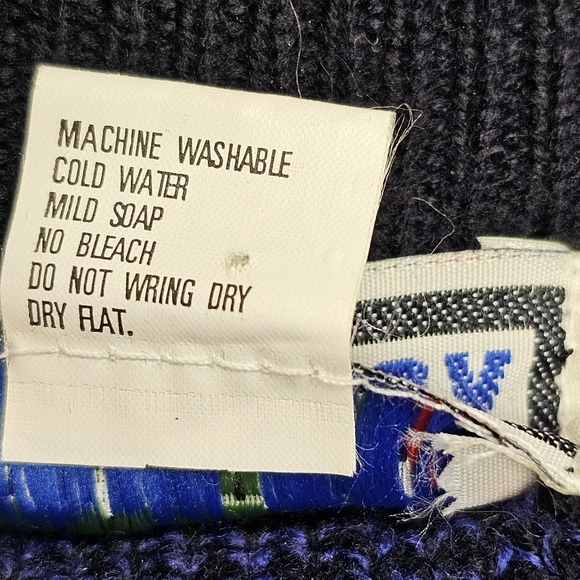 MACHINE WASHABLE
COLD WATER
MILD SOAP
NO BLEACH
DO NOT WRING DRY
DRY FLAT.